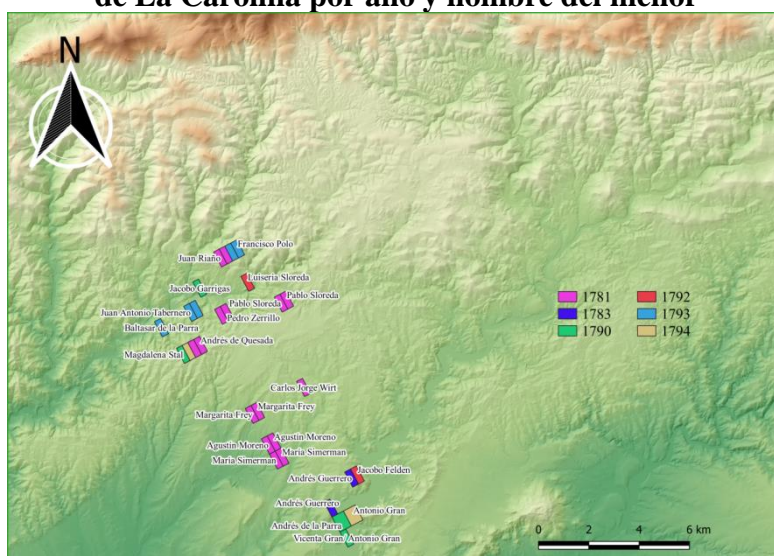 de La Carolina por año y nombre del menor
N
Francisco Polo
Juan Riaño
Luiseria Sloreda
Jacobo Garrigas
Pablo Sloreda
Pablo Sloreda
Juan Antonio Tabernero
Pedro Zerrillo
Baltasar de la Parra
Andrés de Quesada
Magdalena Stal
1781 1792
1783 1793
1790 1794
Carlos Jorge Wirt
Margarita Frey
Margarita Frey
Agustín Moreno
Agustín Moreno
María Simerman
María Simerman
Jacobo Felden
Andrés Guerrero
Andrés Guerrero
Antonio Gran
Andrés de la Parra
Vicenta Gran Antonio Gran
0 2 4 6 km